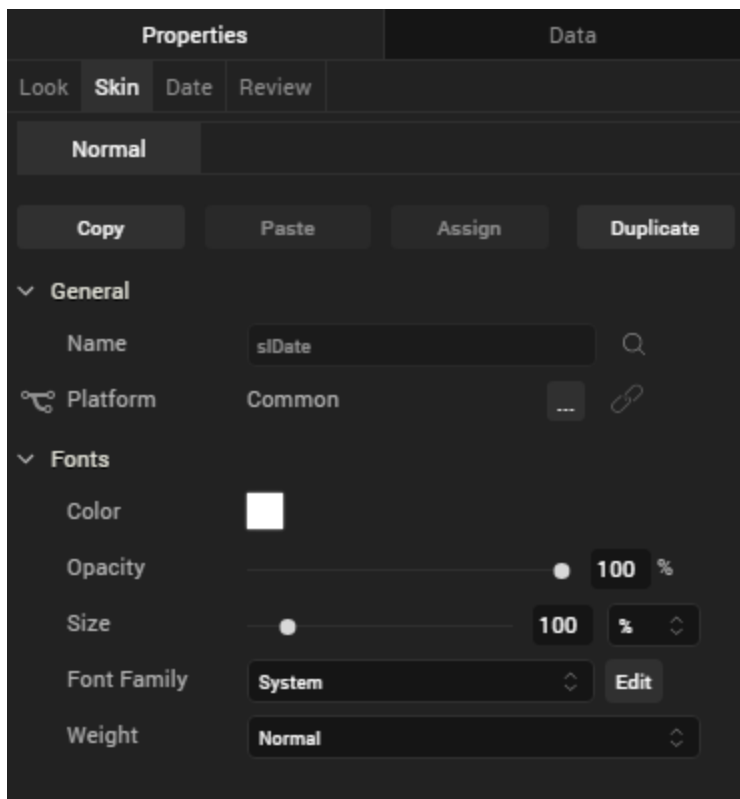 Properties Data
Look Skin Date Review
Normal
Copy Paste Assign Duplicate
General
Name slDate
Platform Common ...
Fonts
Color
Opacity 100 %
Size 100 %
Font Family System Edit
Weight Normal